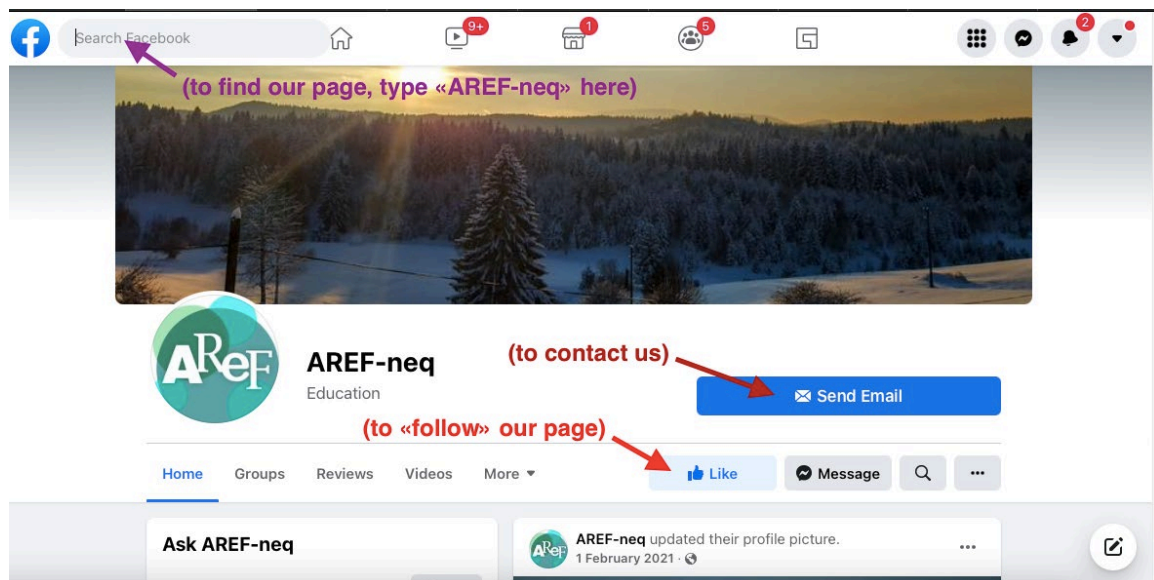 Search Facebook
9+
1
5
2
(to find our page, type «AREF-neq» here)
AREF
AREF-neq
Education
(to contact us)
Send Email
(to «follow» our page)
Home Groups Reviews Videos More
Like
Message
Ask AREF-neq
AREF
AREF-neq updated their profile picture.
1 February 2021 ·